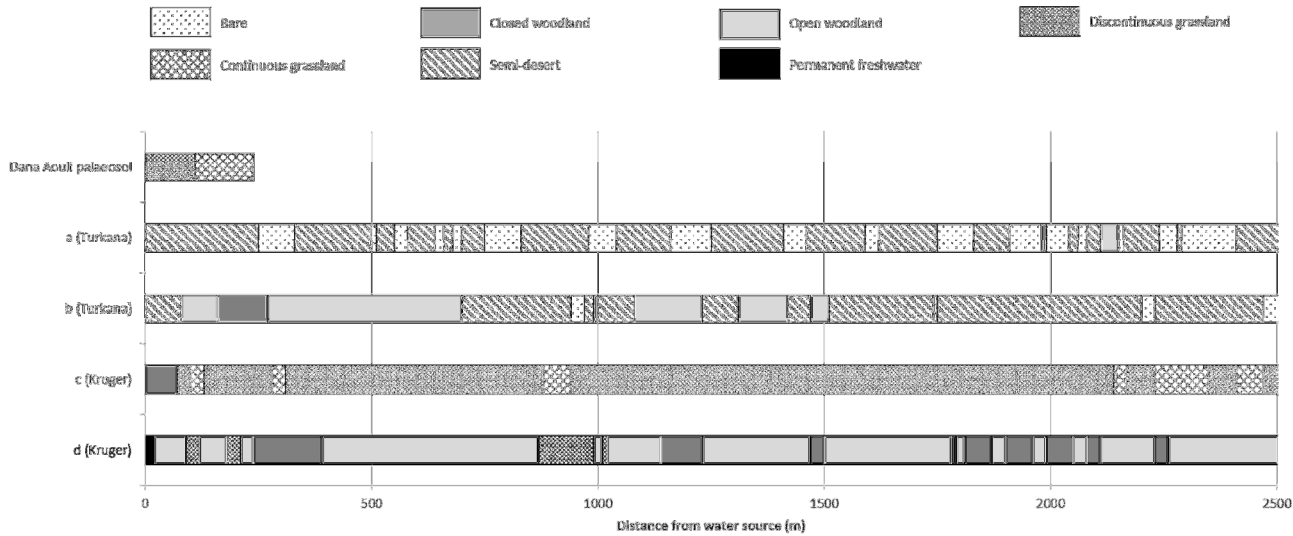 Bare
Closed woodland
Open woodland
Discontinuous grassland
Continuous grassland
Semi-desert
Permanent freshwater
Dana Aouli palaeosol
a (Turkana)
b (Turkana)
c (Kruger)
d (Kruger)
0 500 1000 1500 2000 2500
Distance from water source (m)